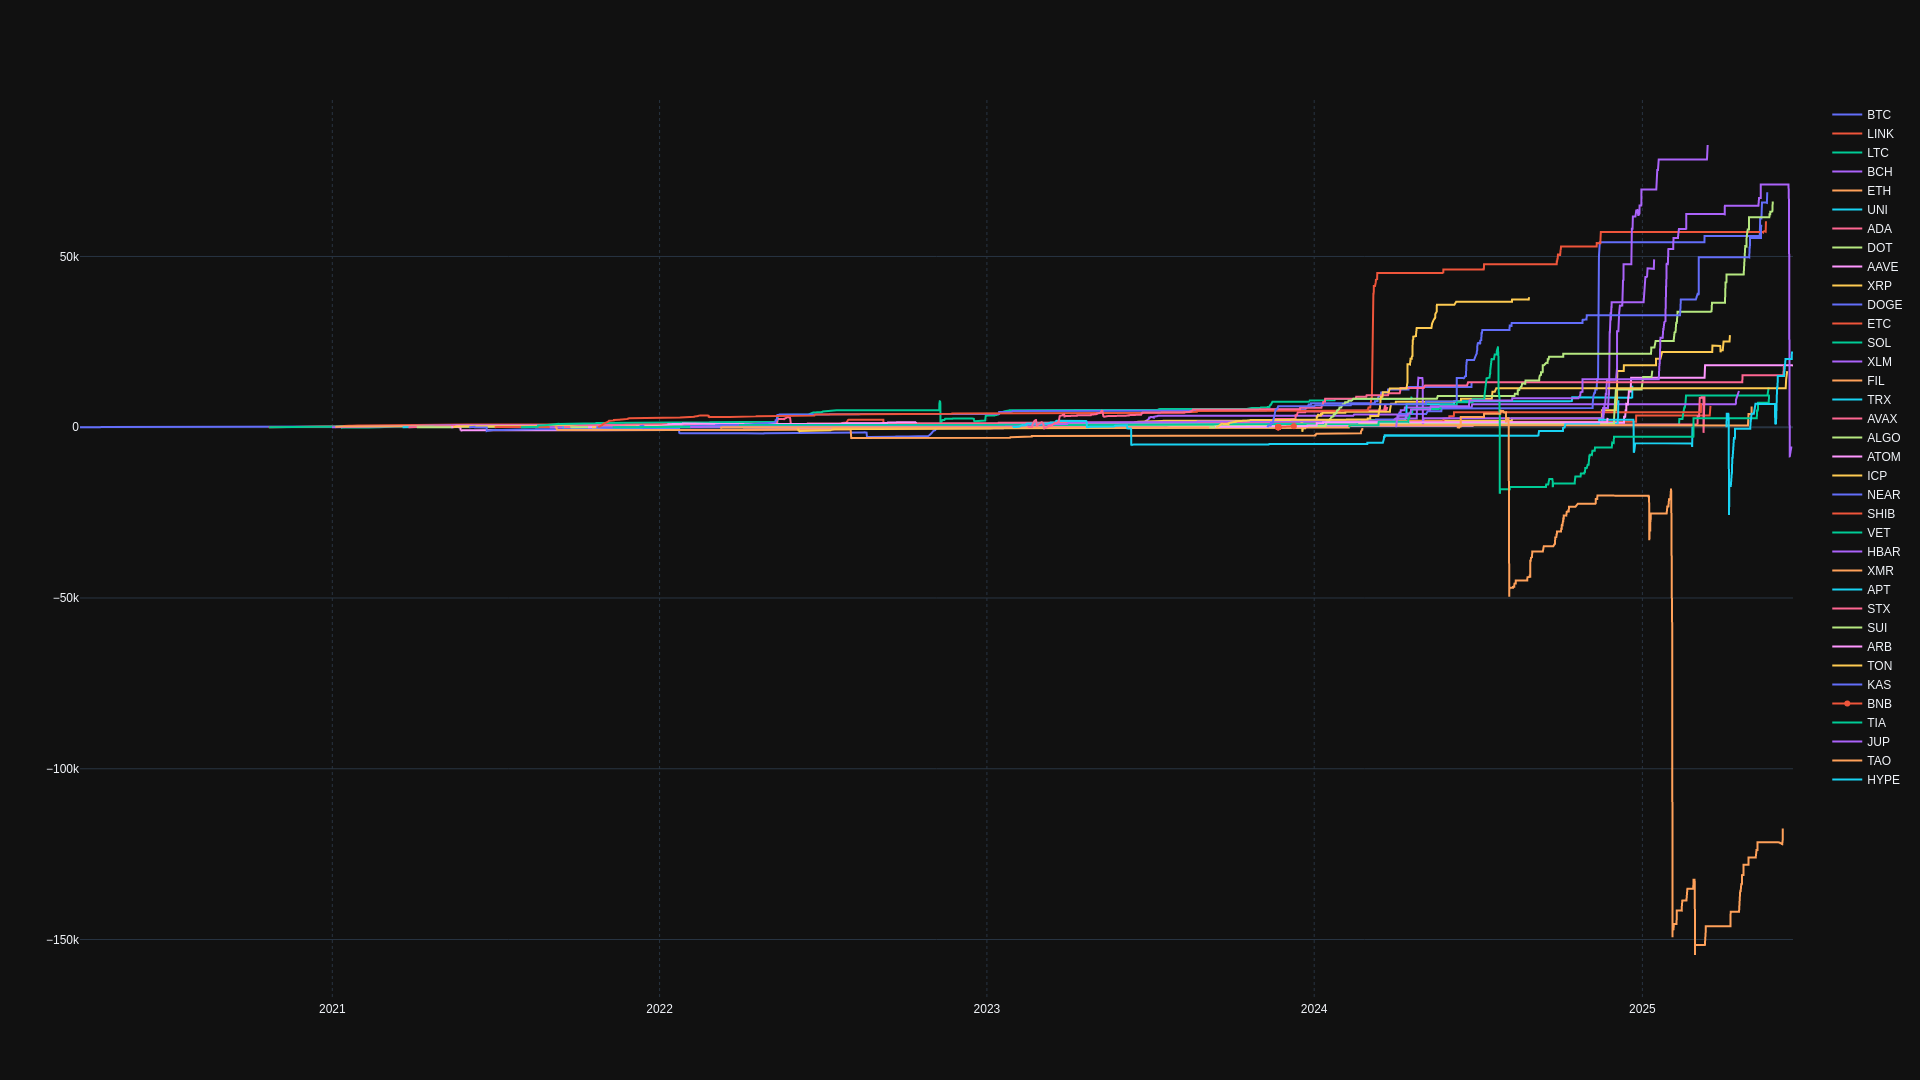 50k
0
−50k
−100k
−150k
2021
2022
2023
2024
2025
BTC
LINK
LTC
BCH
ETH
UNI
ADA
DOT
AAVE
XRP
DOGE
ETC
SOL
XLM
FIL
TRX
AVAX
ALGO
ATOM
ICP
NEAR
SHIB
VET
HBAR
XMR
APT
STX
SUI
ARB
TON
KAS
BNB
TIA
JUP
TAO
HYPE